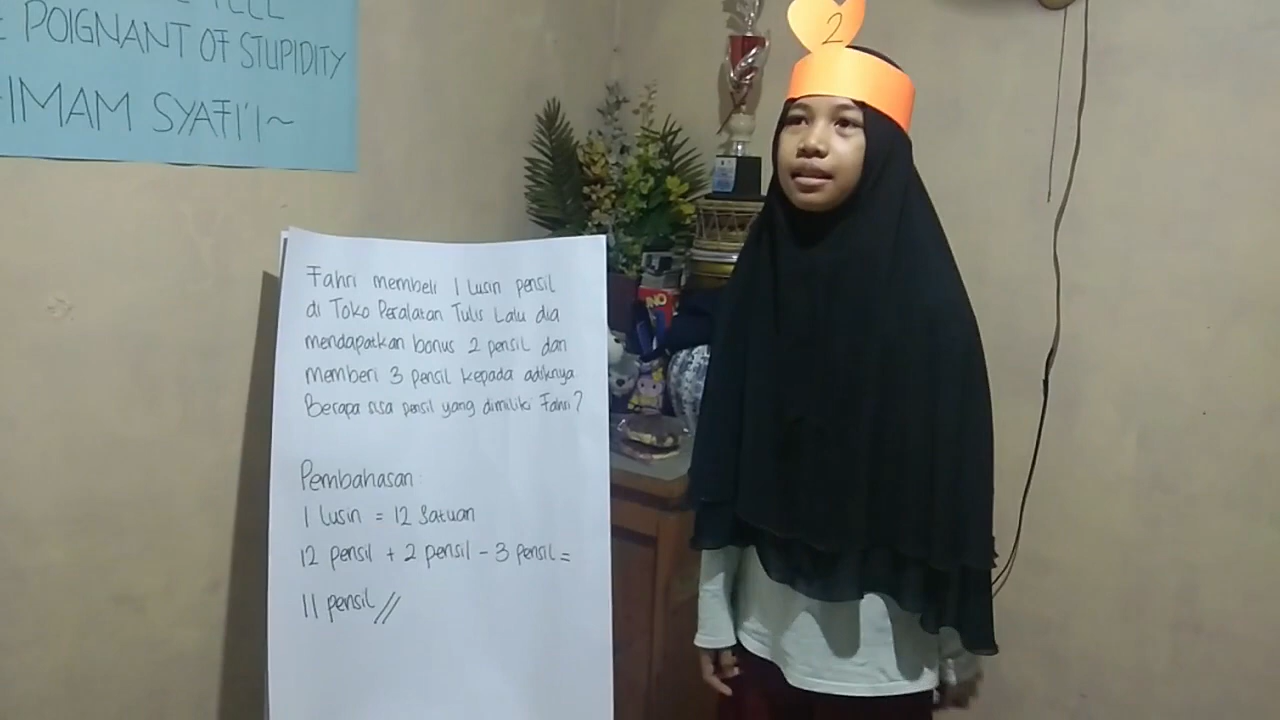 POIGNANT OF STUPIDITY
IMAM SYAFI'I~
2
Fahri membeli 1 lusin pensil
di Toko Peralatan Tulis Lalu dia
mendapatkan bonus 2 pensil dan
memberi 3 pensil kepada adiknya
Berapa sisa pensil yang dimiliki Fahri?
Pembahasan:
1 lusin = 12 Satuan
12 pensil + 2 pensil - 3 pensil =
11 pensil //